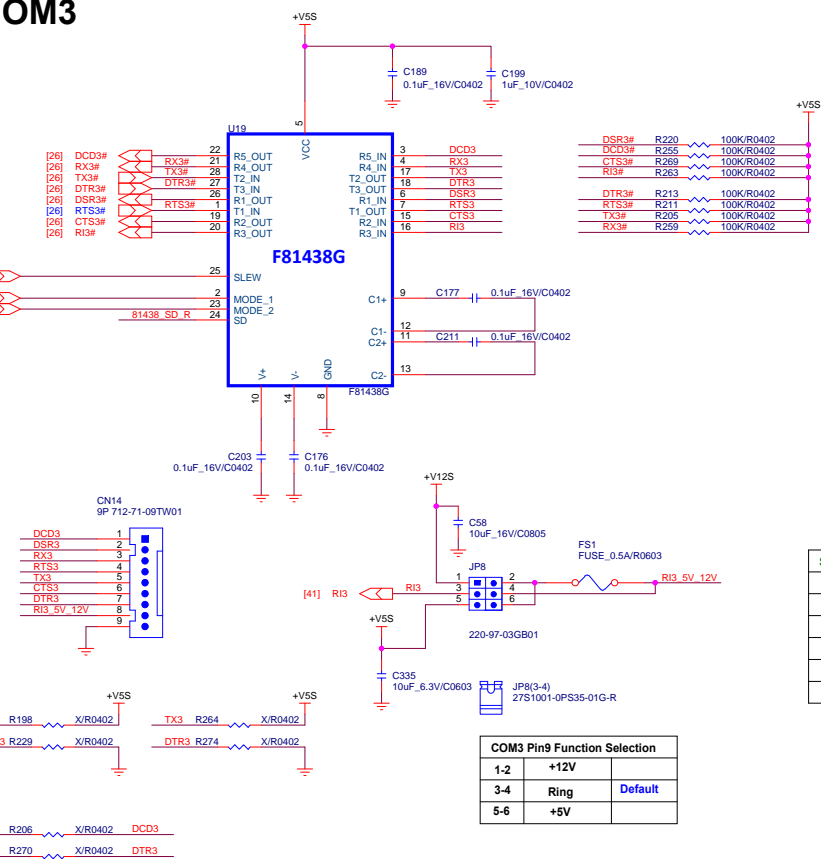 OM3
+V5S
C189
0.1uF_16V/C0402
C199
1uF_10V/C0402
U19
5
VCC
[26] DCD3# 22 R5_OUT
[26] RX3# RX3# 21 R4_OUT
[26] TX3# TX3# 28 T2_IN
[26] DTR3# DTR3# 27 T3_IN
[26] DSR3# 26 R1_OUT
[26] RTS3# RTS3# 1 T1_IN
[26] CTS3# 19 R2_OUT
[26] RI3# 20 R3_OUT
R5_IN 3 DCD3
R4_IN 4 RX3
T2_OUT 17 TX3
T3_OUT 18 DTR3
R1_IN 6 DSR3
T1_OUT 7 RTS3
R2_IN 15 CTS3
R3_IN 16 RI3
F81438G
25 SLEW
2 MODE_1
23 MODE_2
81438_SD_R 24 SD
C1+ 9 C177 0.1uF_16V/C0402
C1- 12
C2+ 11 C211 0.1uF_16V/C0402
C2- 13
V+ 10
V- 14
GND 8
F81438G
C203
0.1uF_16V/C0402
C176
0.1uF_16V/C0402
+V5S
DSR3# R220 100K/R0402
DCD3# R255 100K/R0402
CTS3# R269 100K/R0402
RI3# R263 100K/R0402
DTR3# R213 100K/R0402
RTS3# R211 100K/R0402
TX3# R205 100K/R0402
RX3# R259 100K/R0402
CN14
9P 712-71-09TW01
DCD3 1
DSR3 2
RX3 3
RTS3 4
TX3 5
CTS3 6
DTR3 7
RI3_5V_12V 8
9
+V12S
C58
10uF_16V/C0805
JP8
1 2
3 4
5 6
[41] RI3 RI3
220-97-03GB01
FS1
FUSE_0.5A/R0603
RI3_5V_12V
+V5S
C335
10uF_6.3V/C0603
JP8(3-4)
27S1001-0PS35-01G-R
S
COM3 Pin9 Function Selection
1-2 +12V
3-4 Ring Default
5-6 +5V
+V5S
R198 X/R0402
3 R229 X/R0402
+V5S
TX3 R264 X/R0402
DTR3 R274 X/R0402
R206 X/R0402 DCD3
R270 X/R0402 DTR3